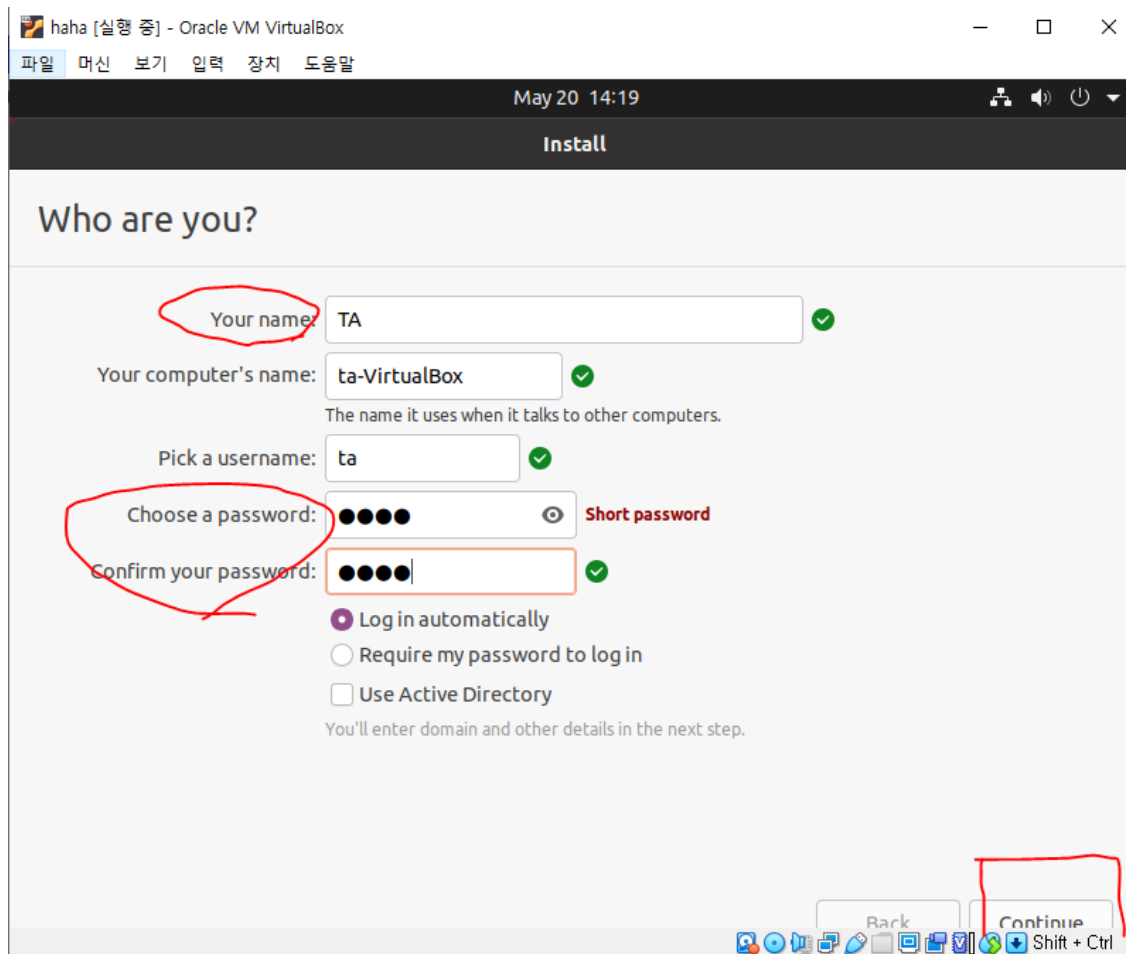 haha [실행 중] - Oracle VM VirtualBox
파일 머신 보기 입력 장치 도움말
May 20 14:19
Install
Who are you?
Your name: TA
Your computer's name: ta-VirtualBox
The name it uses when it talks to other computers.
Pick a username: ta
Choose a password: ●●●● Short password
Confirm your password: ●●●●
Log in automatically
Require my password to log in
Use Active Directory
You'll enter domain and other details in the next step.
Back Continue
Shift + Ctrl